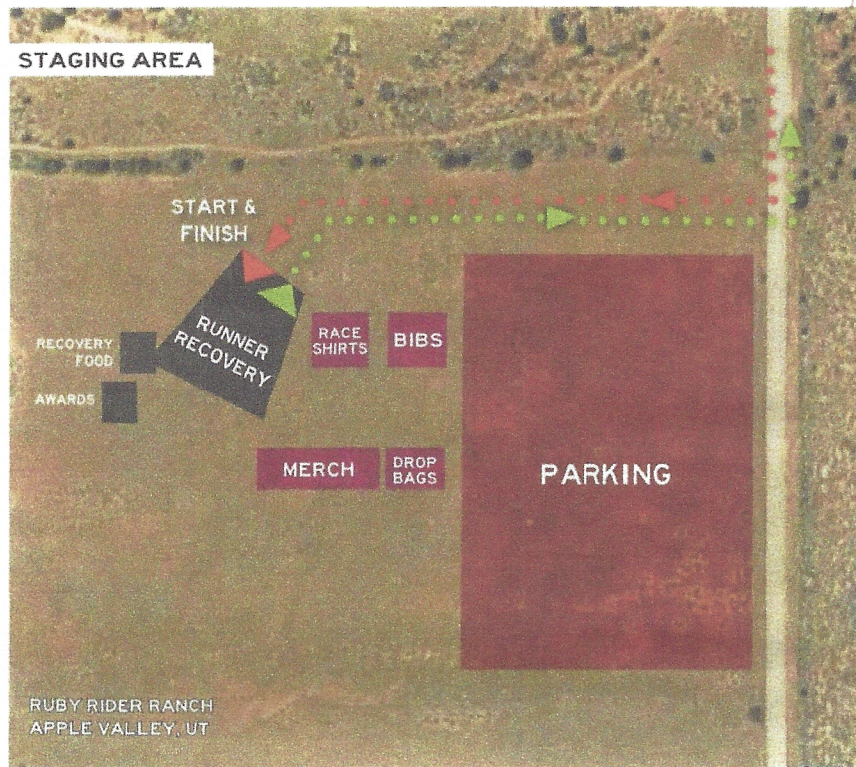 STAGING AREA
START &
FINISH
RUNNER
RECOVERY
RACE
SHIRTS
BIBS
RECOVERY
FOOD
AWARDS
MERCH
DROP
BAGS
PARKING
RUBY RIDER RANCH
APPLE VALLEY, UT